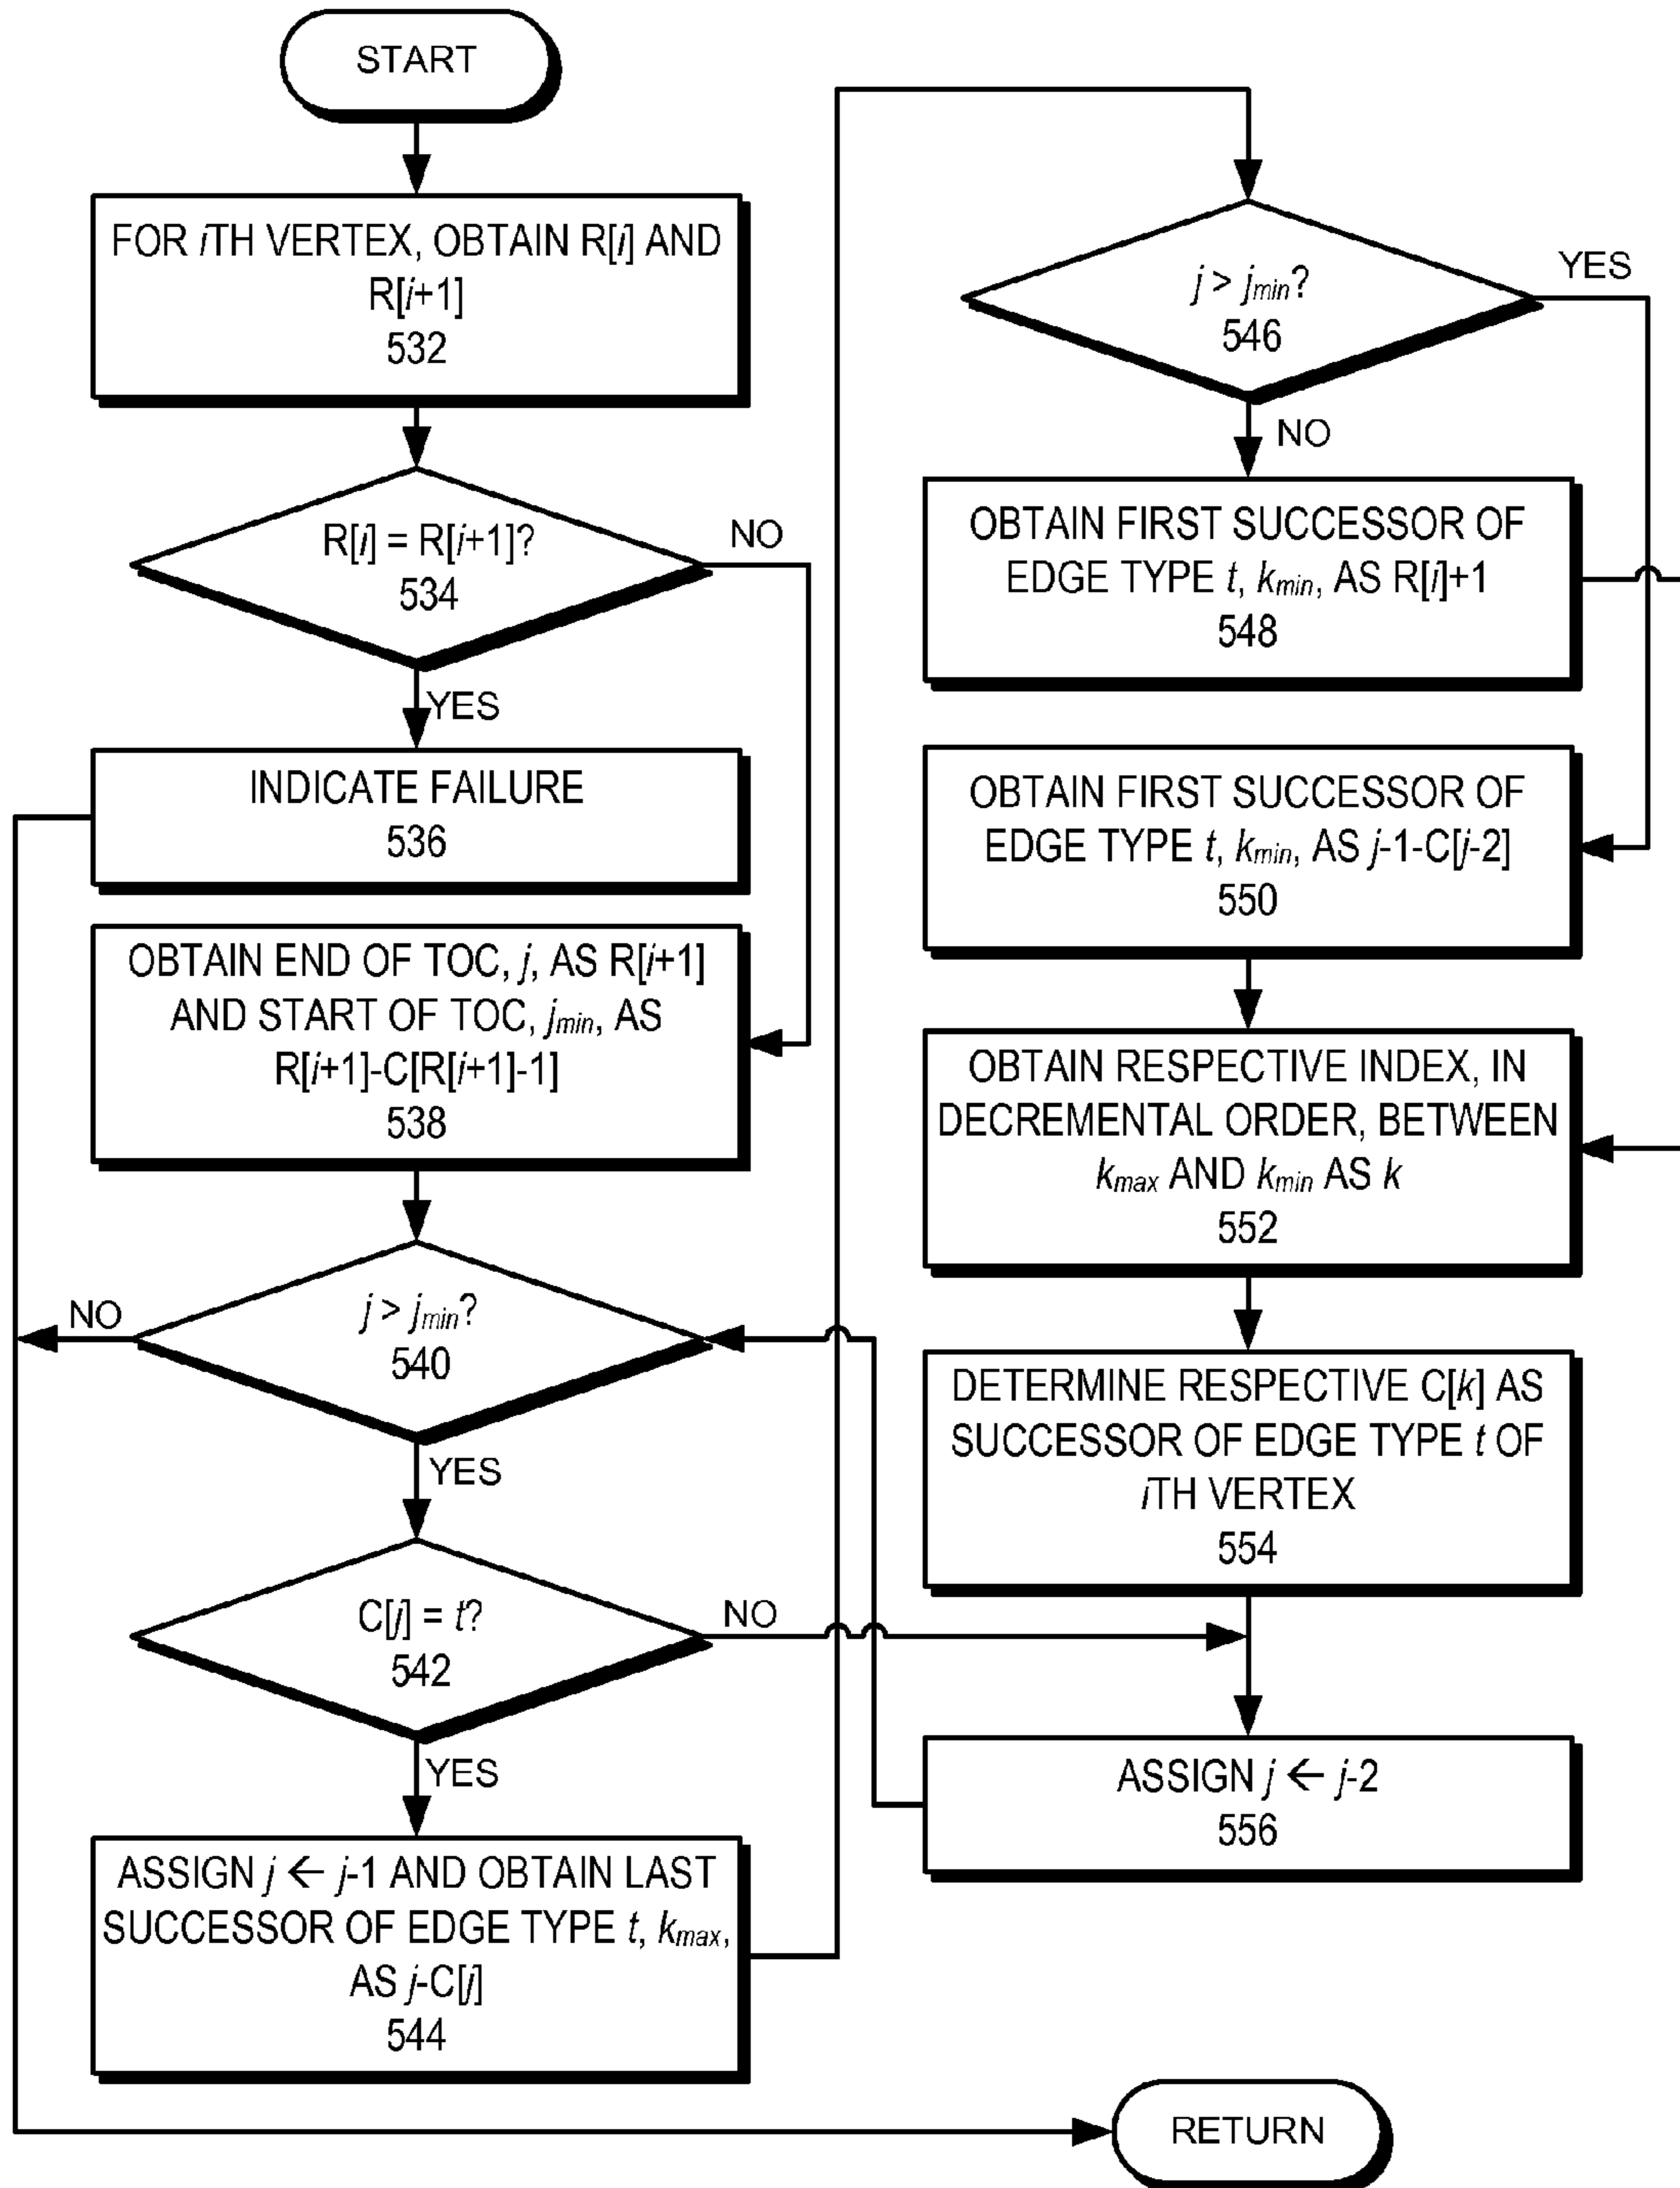 START
FOR iTH VERTEX, OBTAIN R[i] AND
R[i+1]
532
R[i] = R[i+1]?
534
NO
YES
INDICATE FAILURE
536
OBTAIN END OF TOC, j, AS R[i+1]
AND START OF TOC, jmin, AS
R[i+1]-C[R[i+1]-1]
538
j > jmin?
540
NO
YES
C[j] = t?
542
NO
YES
ASSIGN j ← j-1 AND OBTAIN LAST
SUCCESSOR OF EDGE TYPE t, kmax,
AS j-C[j]
544
j > jmin?
546
YES
NO
OBTAIN FIRST SUCCESSOR OF
EDGE TYPE t, kmin, AS R[i]+1
548
OBTAIN FIRST SUCCESSOR OF
EDGE TYPE t, kmin, AS j-1-C[j-2]
550
OBTAIN RESPECTIVE INDEX, IN
DECREMENTAL ORDER, BETWEEN
kmax AND kmin AS k
552
DETERMINE RESPECTIVE C[k] AS
SUCCESSOR OF EDGE TYPE t OF
iTH VERTEX
554
ASSIGN j ← j-2
556
RETURN